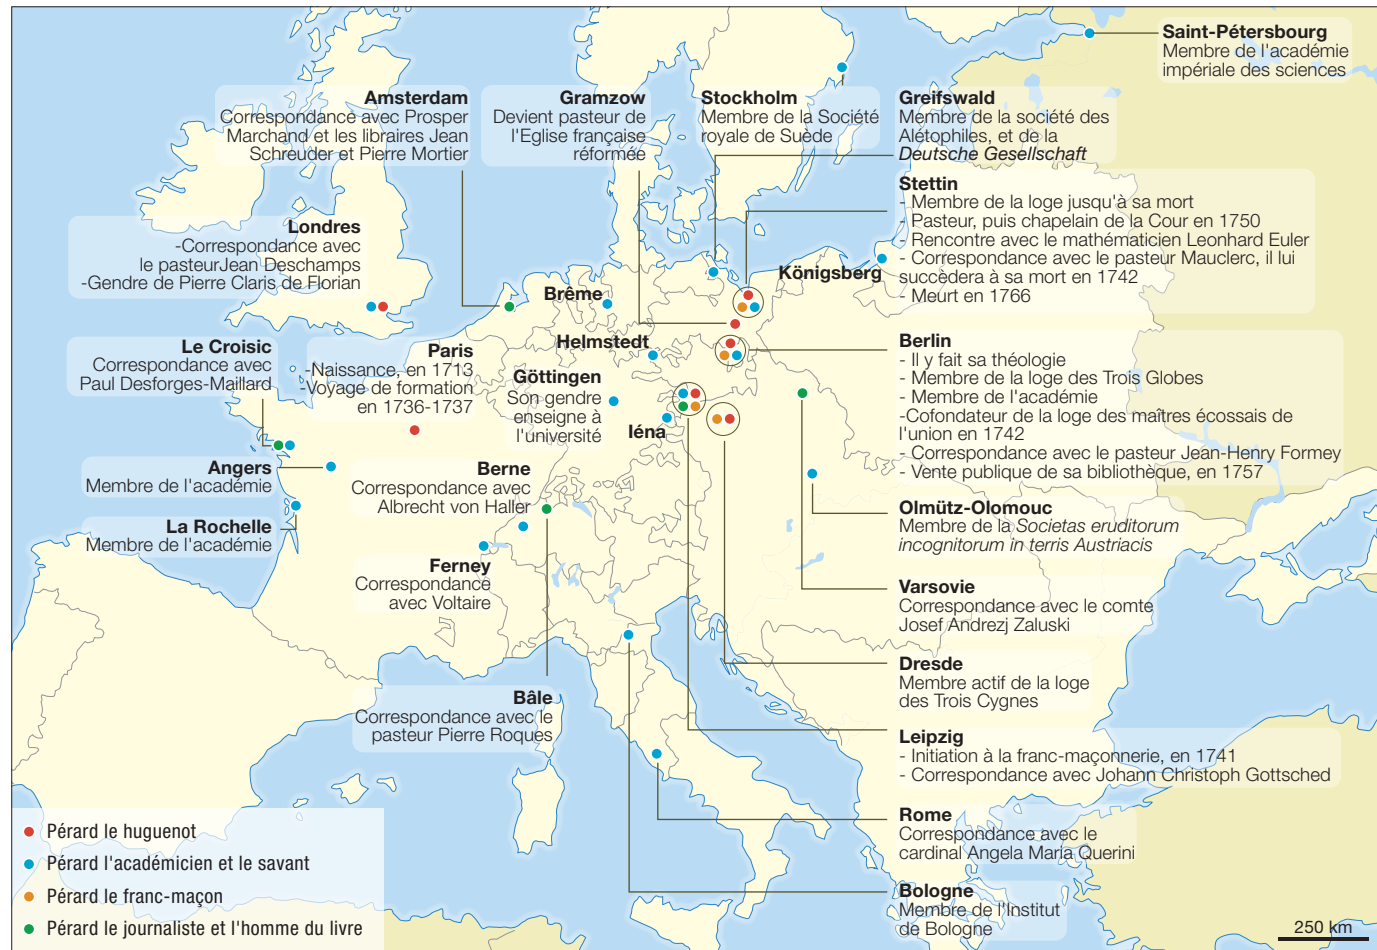 Saint-Pétersbourg
Membre de l'académie
impériale des sciences
Amsterdam
Correspondance avec Prosper
Marchand et les libraires Jean
Schreuder et Pierre Mortier
Gramzow
Devient pasteur de
l'Eglise française
réformée
Stockholm
Membre de la Société
royale de Suède
Greifswald
Membre de la société des
Alétophiles, et de la
Deutsche Gesellschaft
Stettin
- Membre de la loge jusqu'à sa mort
- Pasteur, puis chapelain de la Cour en 1750
- Rencontre avec le mathématicien Leonhard Euler
- Correspondance avec le pasteur Mauclerc, il lui
succèdera à sa mort en 1742
- Meurt en 1766
Londres
-Correspondance avec
le pasteurJean Deschamps
-Gendre de Pierre Claris de Florian
Königsberg
Brême
Helmstedt
Le Croisic
Correspondance avec
Paul Desforges-Maillard
Paris
-Naissance, en 1713
-Voyage de formation
en 1736-1737
Göttingen
Son gendre
enseigne à
l'université
Iéna
Berlin
- Il y fait sa théologie
- Membre de la loge des Trois Globes
- Membre de l'académie
-Cofondateur de la loge des maîtres écossais de
l'union en 1742
- Correspondance avec le pasteur Jean-Henry Formey
- Vente publique de sa bibliothèque, en 1757
Angers
Membre de l'académie
Berne
Correspondance avec
Albrecht von Haller
La Rochelle
Membre de l'académie
Olmütz-Olomouc
Membre de la Societas eruditorum
incognitorum in terris Austriacis
Ferney
Correspondance
avec Voltaire
Varsovie
Correspondance avec le comte
Josef Andrezj Zaluski
Dresde
Membre actif de la loge
des Trois Cygnes
Bâle
Correspondance avec le
pasteur Pierre Roques
Leipzig
- Initiation à la franc-maçonnerie, en 1741
- Correspondance avec Johann Christoph Gottsched
Rome
Correspondance avec le
cardinal Angela Maria Querini
Bologne
Membre de l'Institut
de Bologne
Pérard le huguenot
Pérard l'académicien et le savant
Pérard le franc-maçon
Pérard le journaliste et l'homme du livre
250 km